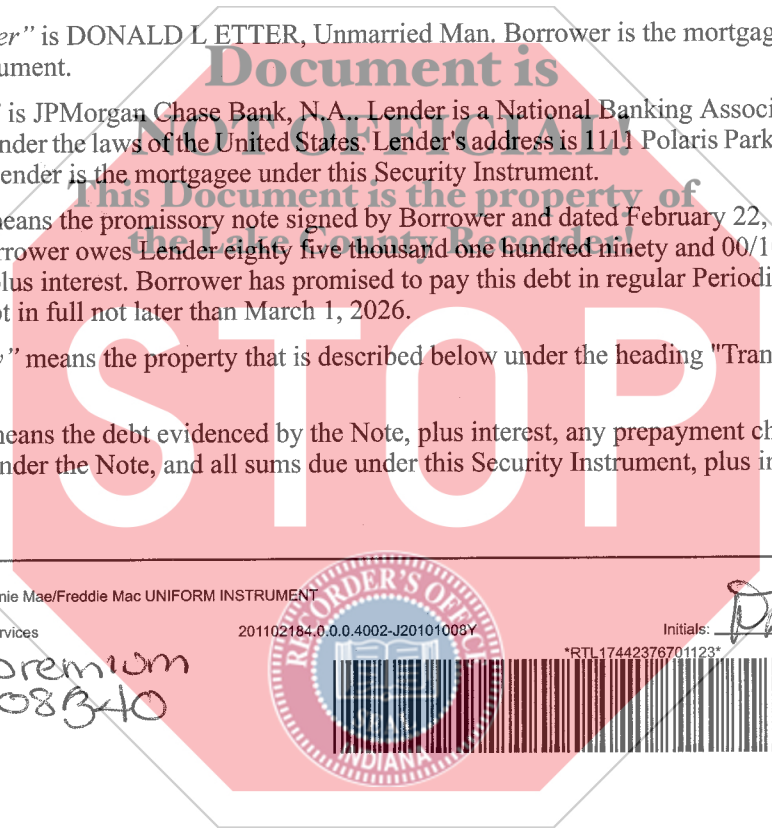 er" is DONALD L ETTER, Unmarried Man. Borrower is the mortgag
ument.
Document is
" is JPMorgan Chase Bank, N.A.. Lender is a National Banking Associ
NOT OFFICIAL!
nder the laws of the United States. Lender's address is 1111 Polaris Park
ender is the mortgagee under this Security Instrument.
This Document is the property of
neans the promissory note signed by Borrower and dated February 22,
the Lake County Recorder!
rrower owes Lender eighty five thousand one hundred ninety and 00/1
plus interest. Borrower has promised to pay this debt in regular Periodi
ot in full not later than March 1, 2026.
STOP
y" means the property that is described below under the heading "Tran
neans the debt evidenced by the Note, plus interest, any prepayment ch
nder the Note, and all sums due under this Security Instrument, plus in
nie Mae/Freddie Mac UNIFORM INSTRUMENT
rvices
201102184.0.0.0.4002-J20101008Y
Initials:
*RTL17442376701123*
premium
RECORDER'S OFFICE
SEAL
INDIANA